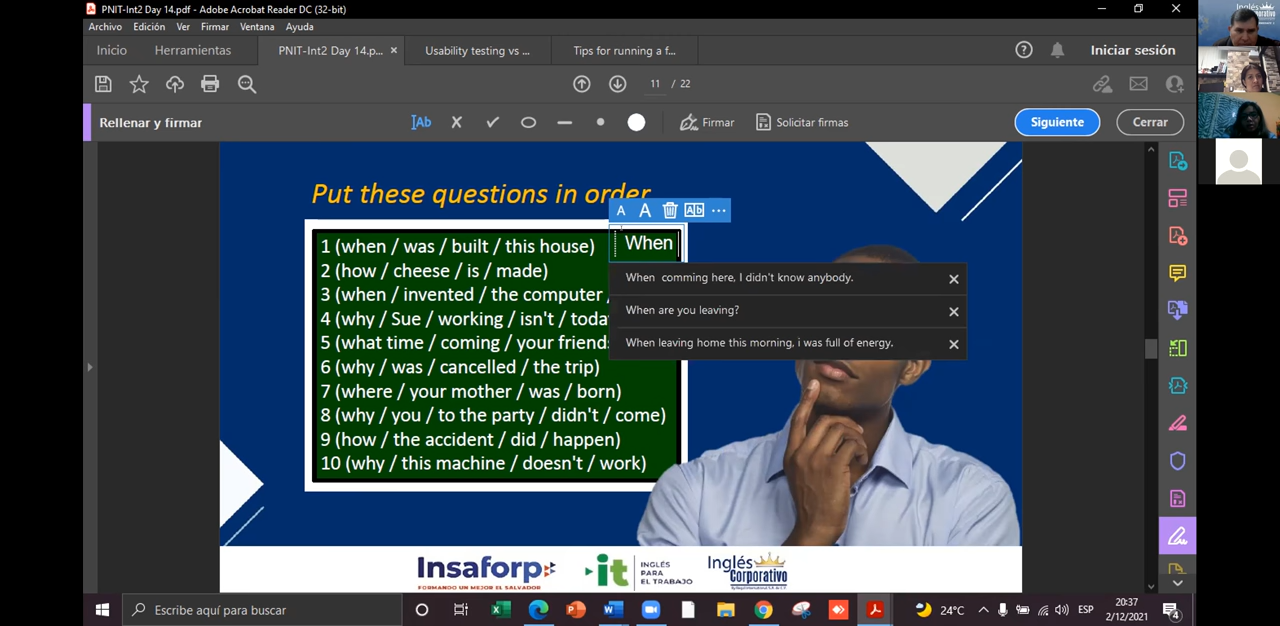 PNIT-Int2 Day 14.pdf - Adobe Acrobat Reader DC (32-bit)
Archivo Edición Ver Firmar Ventana Ayuda
Inicio Herramientas PNIT-Int2 Day 14.p... Usability testing vs ... Tips for running a f... Iniciar sesión
11 / 22
Rellenar y firmar Firmar Solicitar firmas Siguiente Cerrar
Put these questions in order
1 (when / was / built / this house) When
2 (how / cheese / is / made)
3 (when / invented / the computer /
4 (why / Sue / working / isn't / toda
5 (what time / coming / your friends
6 (why / was / cancelled / the trip)
7 (where / your mother / was / born)
8 (why / you / to the party / didn't / come)
9 (how / the accident / did / happen)
10 (why / this machine / doesn't / work)
When comming here, I didn't know anybody.
When are you leaving?
When leaving home this morning, i was full of energy.
Insaforp
FORMANDO UN MEJOR EL SALVADOR
it INGLÉS PARA EL TRABAJO
Inglés Corporativo
Escribe aquí para buscar
24°C ESP 20:37
2/12/2021 4